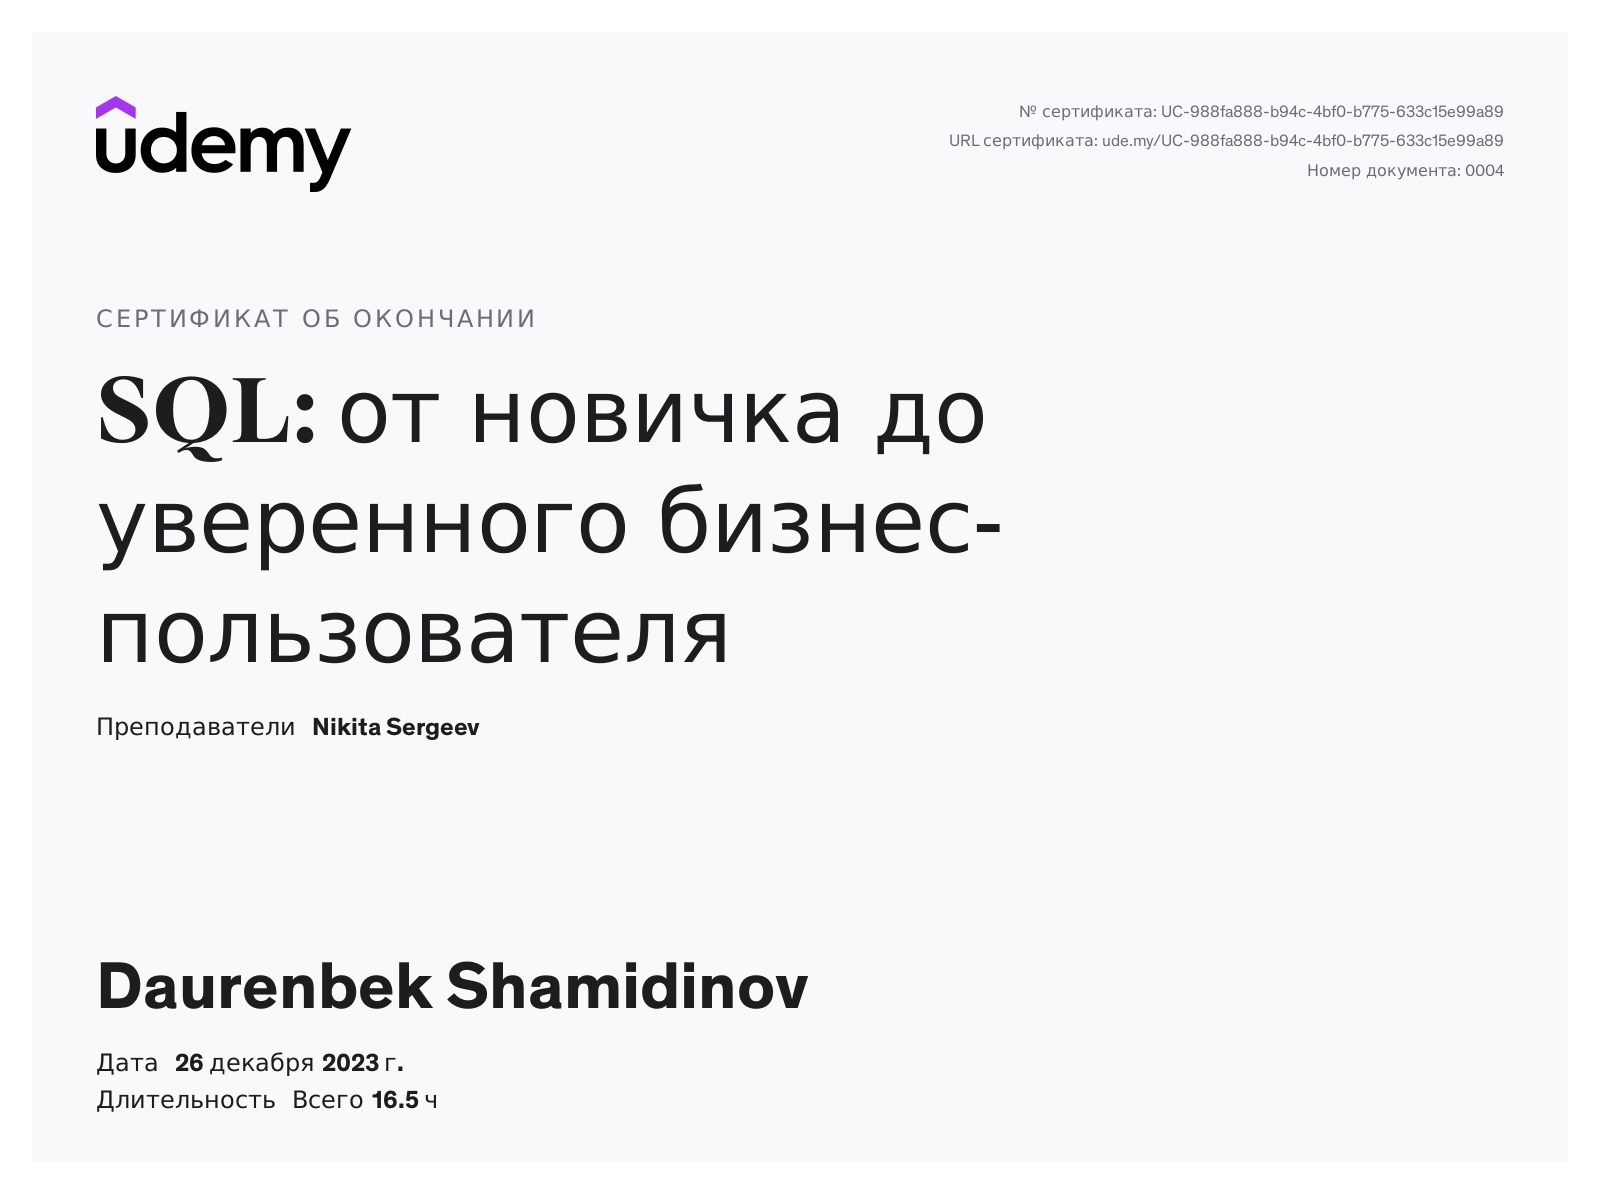 udemy
№ сертификата: UC-988fa888-b94c-4bf0-b775-633c15e99a89
URL сертификата: ude.my/UC-988fa888-b94c-4bf0-b775-633c15e99a89
Номер документа: 0004
СЕРТИФИКАТ ОБ ОКОНЧАНИИ
SQL: от новичка до
уверенного бизнес-
пользователя
Преподаватели Nikita Sergeev
Daurenbek Shamidinov
Дата 26 декабря 2023 г.
Длительность Всего 16.5 ч